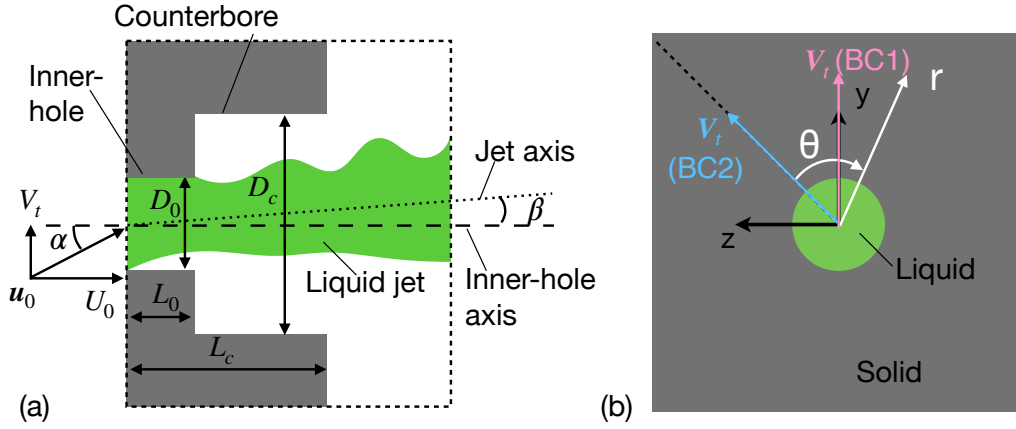 Counterbore
Inner-
hole
V_t
α
u_0
U_0
D_0
D_c
L_0
L_c
Liquid jet
Jet axis
β
Inner-hole
axis
(a)
V_t (BC1)
y
r
V_t
(BC2)
θ
z
Liquid
Solid
(b)